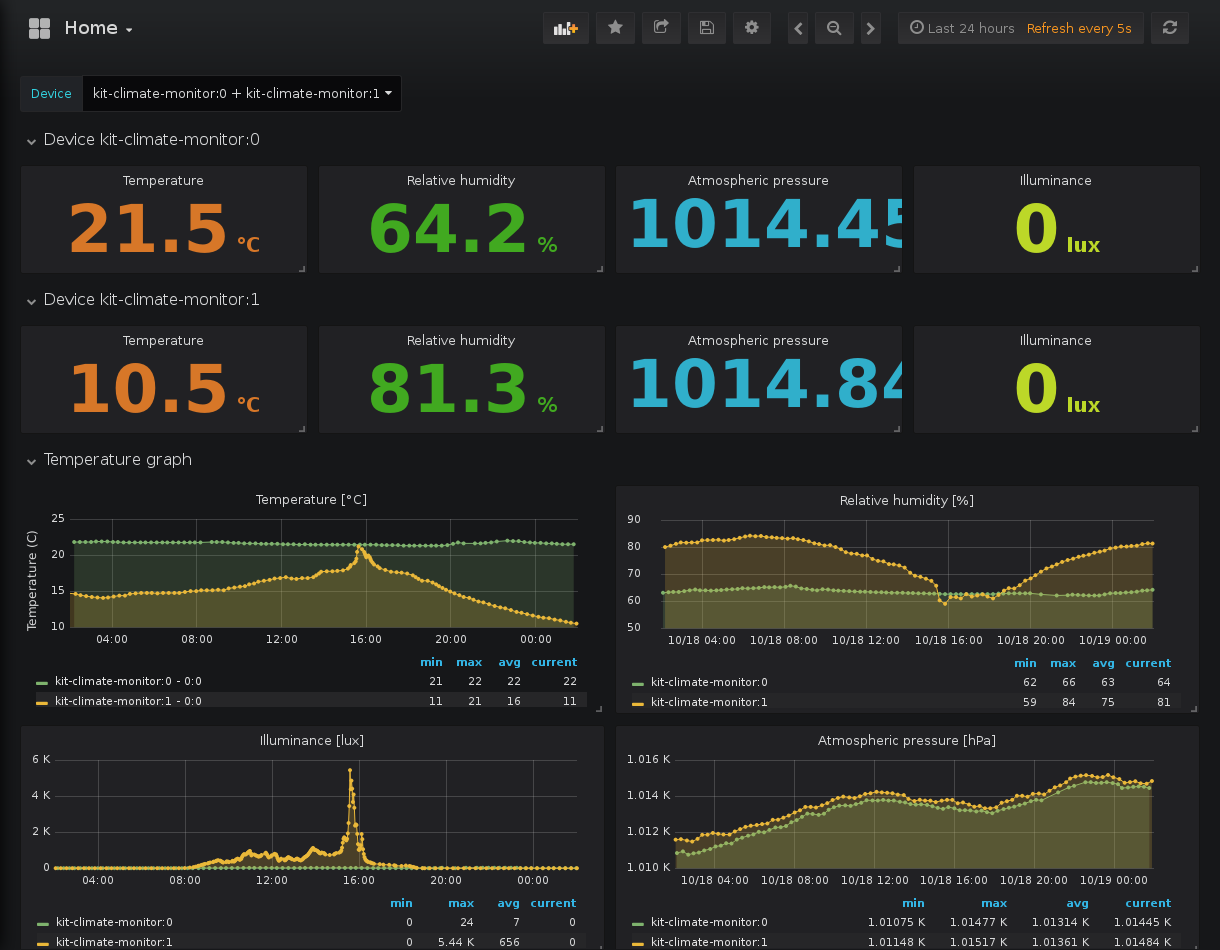 Home
Last 24 hours Refresh every 5s
Device kit-climate-monitor:0 + kit-climate-monitor:1
Device kit-climate-monitor:0
Temperature Relative humidity Atmospheric pressure Illuminance
21.5 °C 64.2 % 1014.45 0 lux
Device kit-climate-monitor:1
Temperature Relative humidity Atmospheric pressure Illuminance
10.5 °C 81.3 % 1014.84 0 lux
Temperature graph
Temperature [°C]
Temperature (C)
25
20
15
10
04:00 08:00 12:00 16:00 20:00 00:00
min max avg current
kit-climate-monitor:0 - 0:0 21 22 22 22
kit-climate-monitor:1 - 0:0 11 21 16 11
Relative humidity [%]
90
80
70
60
50
10/18 04:00 10/18 08:00 10/18 12:00 10/18 16:00 10/18 20:00 10/19 00:00
min max avg current
kit-climate-monitor:0 62 66 63 64
kit-climate-monitor:1 59 84 75 81
Illuminance [lux]
6 K
4 K
2 K
0
04:00 08:00 12:00 16:00 20:00 00:00
min max avg current
kit-climate-monitor:0 0 24 7 0
kit-climate-monitor:1 0 5.44 K 656 0
Atmospheric pressure [hPa]
1.016 K
1.014 K
1.012 K
1.010 K
10/18 04:00 10/18 08:00 10/18 12:00 10/18 16:00 10/18 20:00 10/19 00:00
min max avg current
kit-climate-monitor:0 1.01075 K 1.01477 K 1.01314 K 1.01445 K
kit-climate-monitor:1 1.01148 K 1.01517 K 1.01361 K 1.01484 K